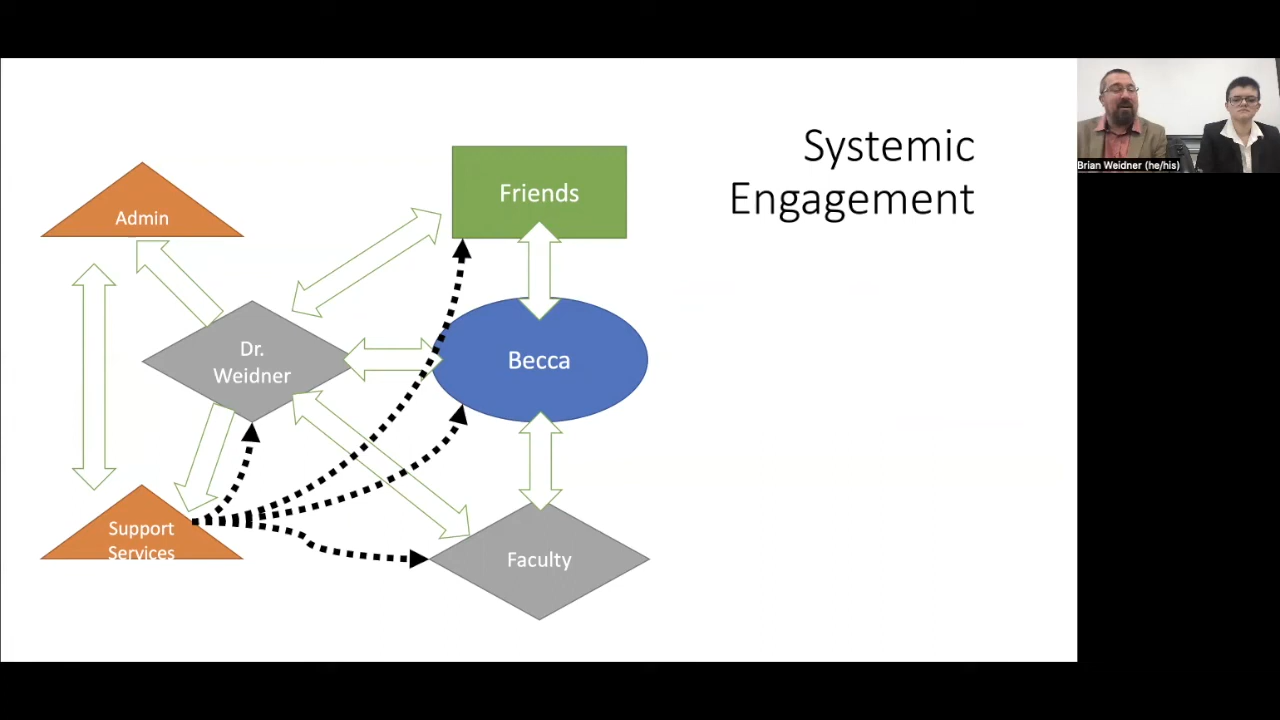 Systemic
Engagement
Friends
Admin
Dr.
Weidner
Becca
Support
Services
Faculty
Brian Weidner (he/his)